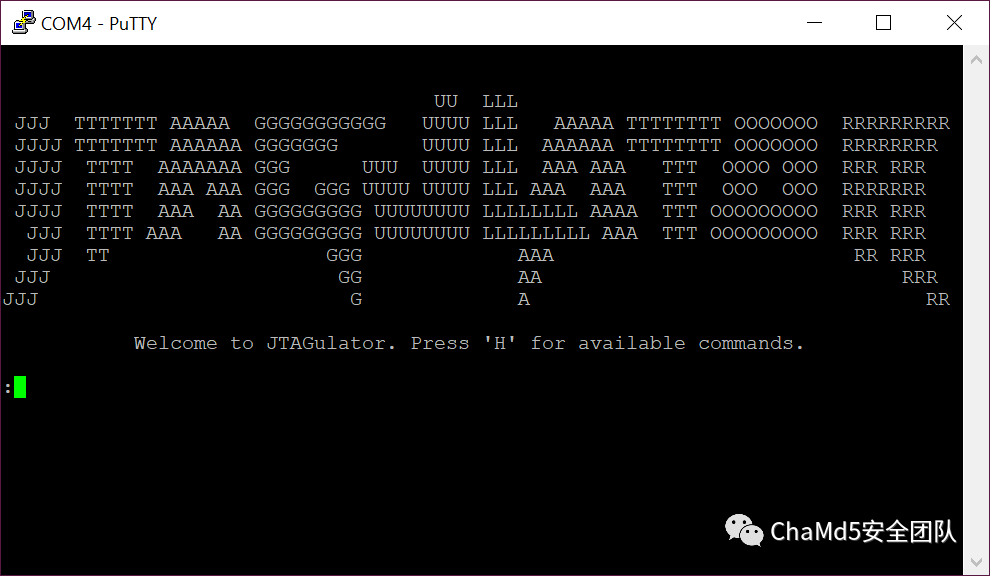 COM4 - PuTTY
                                    UU  LLL
 JJJ  TTTTTTT AAAAA  GGGGGGGGGGG   UUUU LLL   AAAAA TTTTTTTT OOOOOOO  RRRRRRRRR
 JJJJ TTTTTTT AAAAAA GGGGGGG       UUUU LLL  AAAAAA TTTTTTTT OOOOOOO  RRRRRRRR
 JJJJ  TTTT  AAAAAAA GGG      UUU  UUUU LLL  AAA AAA   TTT  OOOO OOO  RRR RRR
 JJJJ  TTTT  AAA AAA GGG  GGG UUUU UUUU LLL AAA  AAA   TTT  OOO  OOO  RRRRRRR
 JJJJ  TTTT  AAA  AA GGGGGGGGG UUUUUUUU LLLLLLLL AAAA  TTT OOOOOOOOO  RRR RRR
  JJJ  TTTT AAA   AA GGGGGGGGG UUUUUUUU LLLLLLLLL AAA  TTT OOOOOOOOO  RRR RRR
  JJJ  TT                  GGG             AAA                         RR RRR
 JJJ                        GG             AA                              RRR
JJJ                          G             A                                 RR
Welcome to JTAGulator. Press 'H' for available commands.
:
ChaMd5安全团队